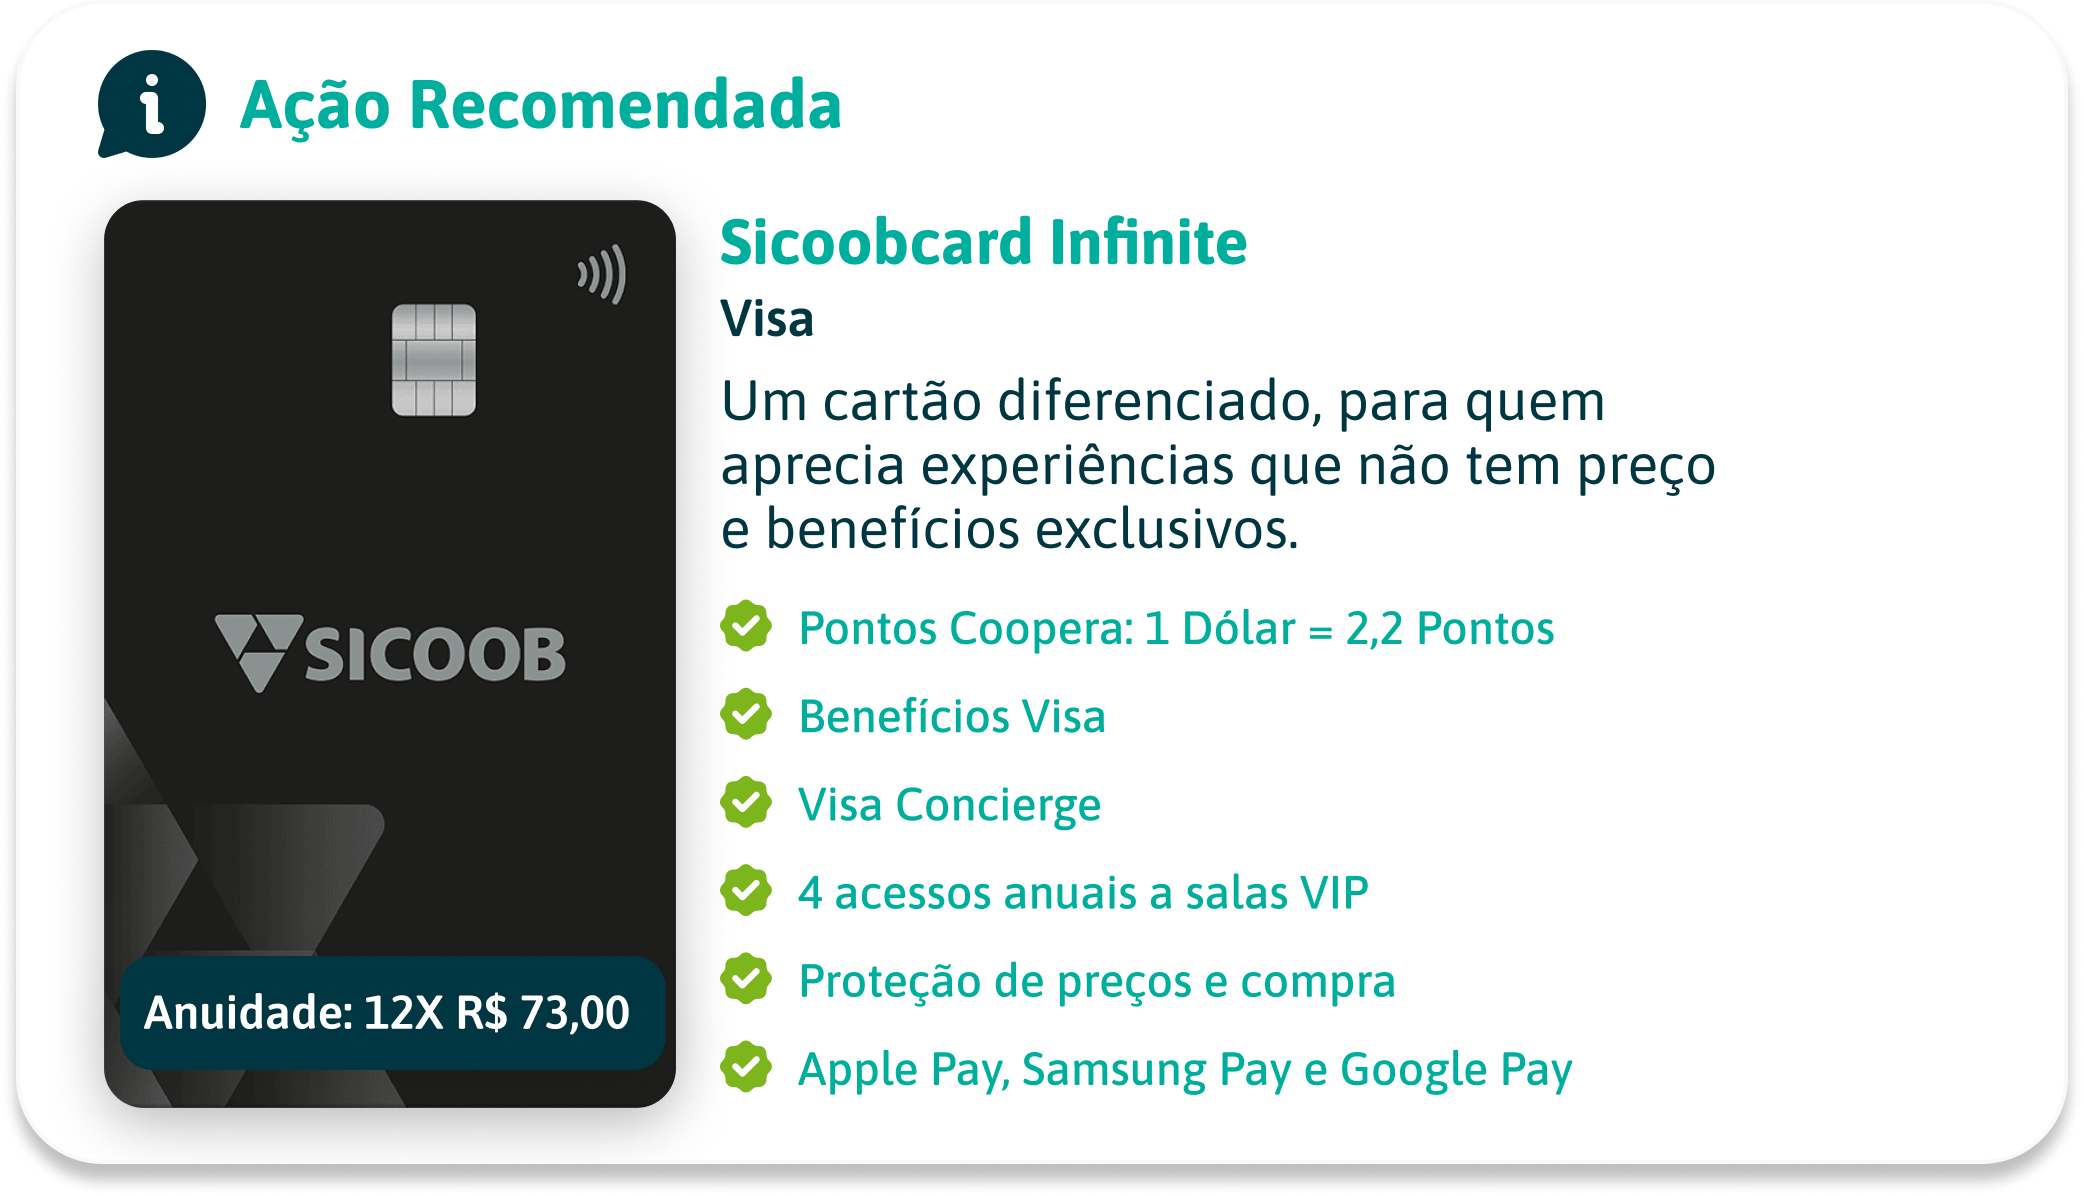 Ação Recomendada
SICOOB
Anuidade: 12X R$ 73,00
Sicoobcard Infinite
Visa
Um cartão diferenciado, para quem
aprecia experiências que não tem preço
e benefícios exclusivos.
Pontos Coopera: 1 Dólar = 2,2 Pontos
Benefícios Visa
Visa Concierge
4 acessos anuais a salas VIP
Proteção de preços e compra
Apple Pay, Samsung Pay e Google Pay